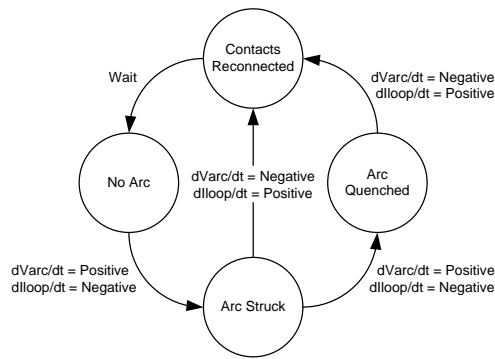 Contacts
Reconnected
Wait
dVarc/dt = Negative
dIloop/dt = Positive
No Arc
dVarc/dt = Negative
dIloop/dt = Positive
Arc
Quenched
dVarc/dt = Positive
dIloop/dt = Negative
Arc Struck
dVarc/dt = Positive
dIloop/dt = Negative